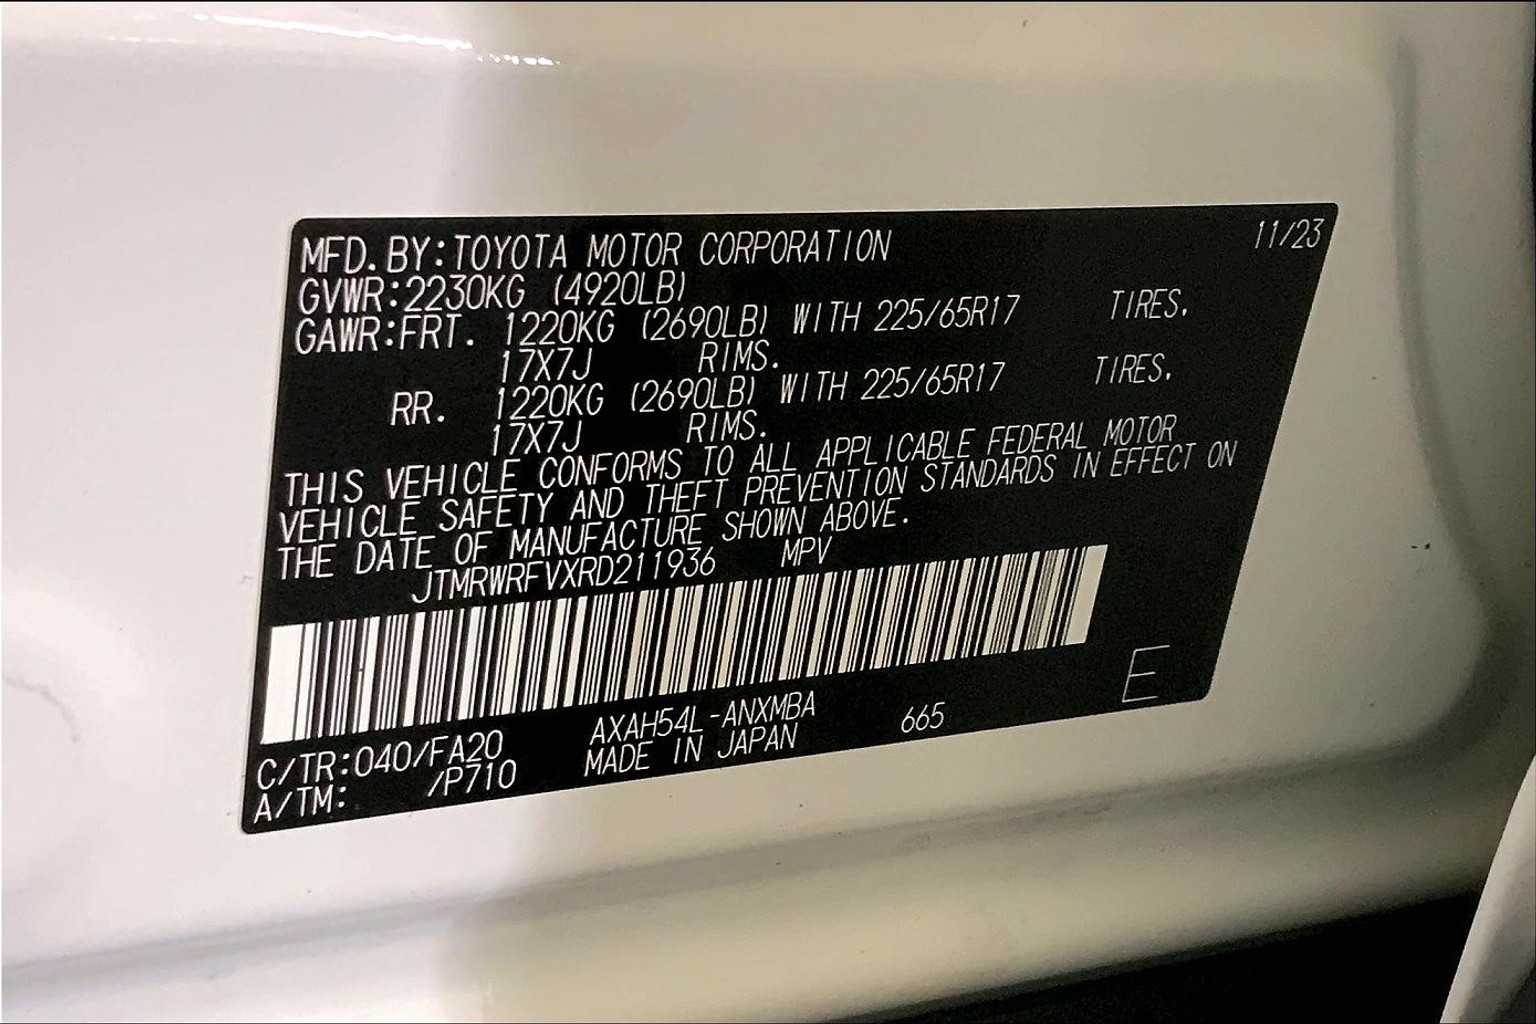 MFD. BY: TOYOTA MOTOR CORPORATION 11/23
GVWR: 2230KG (4920LB)
GAWR: FRT. 1220KG (2690LB) WITH 225/65R17 TIRES,
17X7J RIMS.
RR. 1220KG (2690LB) WITH 225/65R17 TIRES,
17X7J RIMS.
THIS VEHICLE CONFORMS TO ALL APPLICABLE FEDERAL MOTOR
VEHICLE SAFETY AND THEFT PREVENTION STANDARDS IN EFFECT ON
THE DATE OF MANUFACTURE SHOWN ABOVE.
JTMRWRFVXRD211936 MPV
E
C/TR: 040/FA20 AXAH54L-ANXMBA 665
A/TM: /P710 MADE IN JAPAN